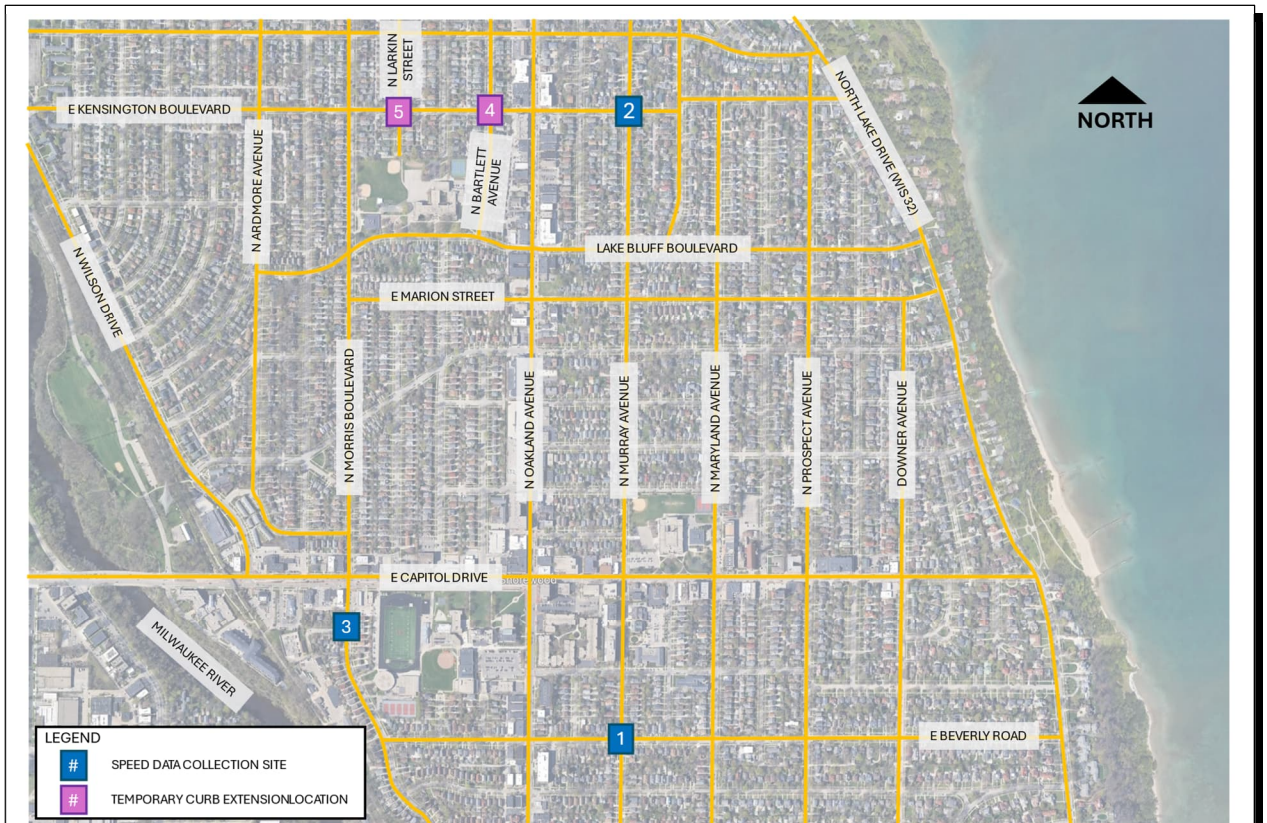 N LARKIN
STREET
E KENSINGTON BOULEVARD
5
4
2
NORTH LAKE DRIVE (WIS 32)
NORTH
N ARDMORE AVENUE
N BARTLETT
AVENUE
N WILSON DRIVE
LAKE BLUFF BOULEVARD
E MARION STREET
N MORRIS BOULEVARD
N OAKLAND AVENUE
N MURRAY AVENUE
N MARYLAND AVENUE
N PROSPECT AVENUE
DOWNER AVENUE
E CAPITOL DRIVE
3
MILWAUKEE RIVER
1
E BEVERLY ROAD
LEGEND
# SPEED DATA COLLECTION SITE
# TEMPORARY CURB EXTENSIONLOCATION